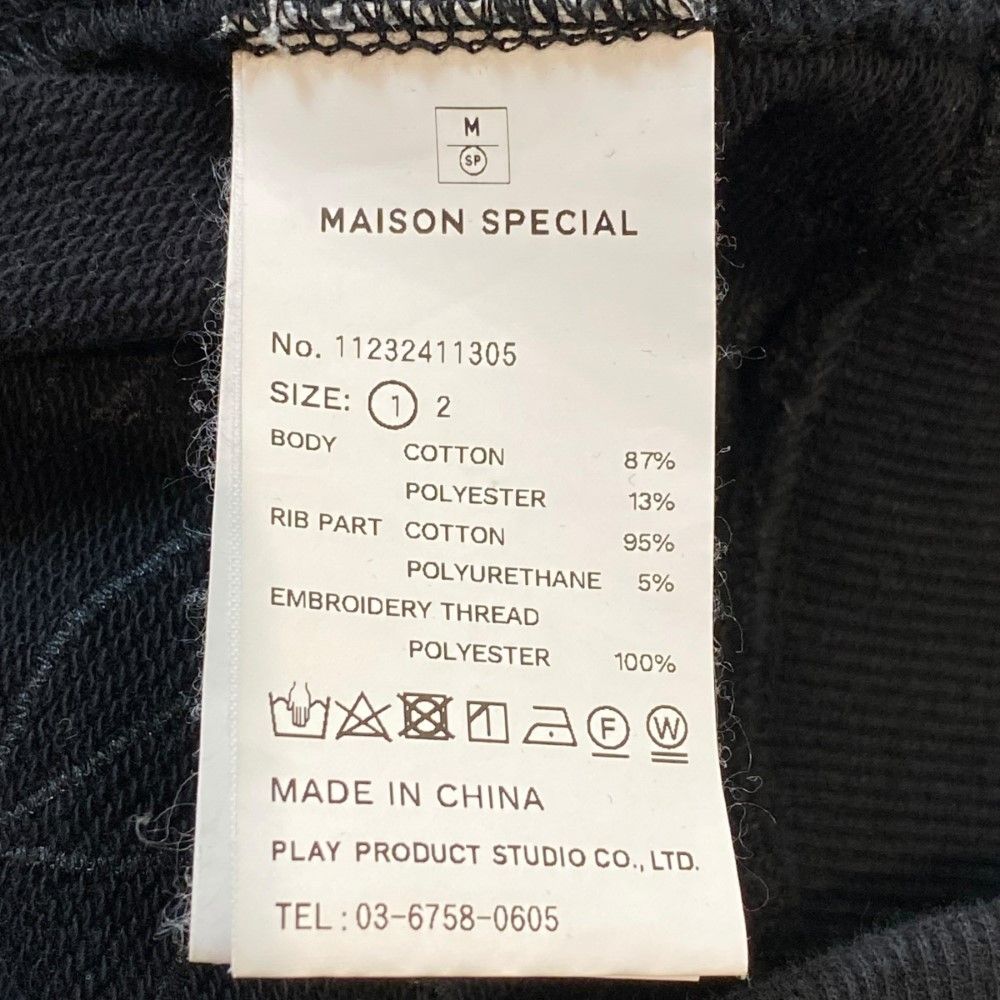 M
SP
MAISON SPECIAL
No. 11232411305
SIZE: 1 2
BODY COTTON 87%
POLYESTER 13%
RIB PART COTTON 95%
POLYURETHANE 5%
EMBROIDERY THREAD
POLYESTER 100%
F W
MADE IN CHINA
PLAY PRODUCT STUDIO CO., LTD.
TEL : 03-6758-0605